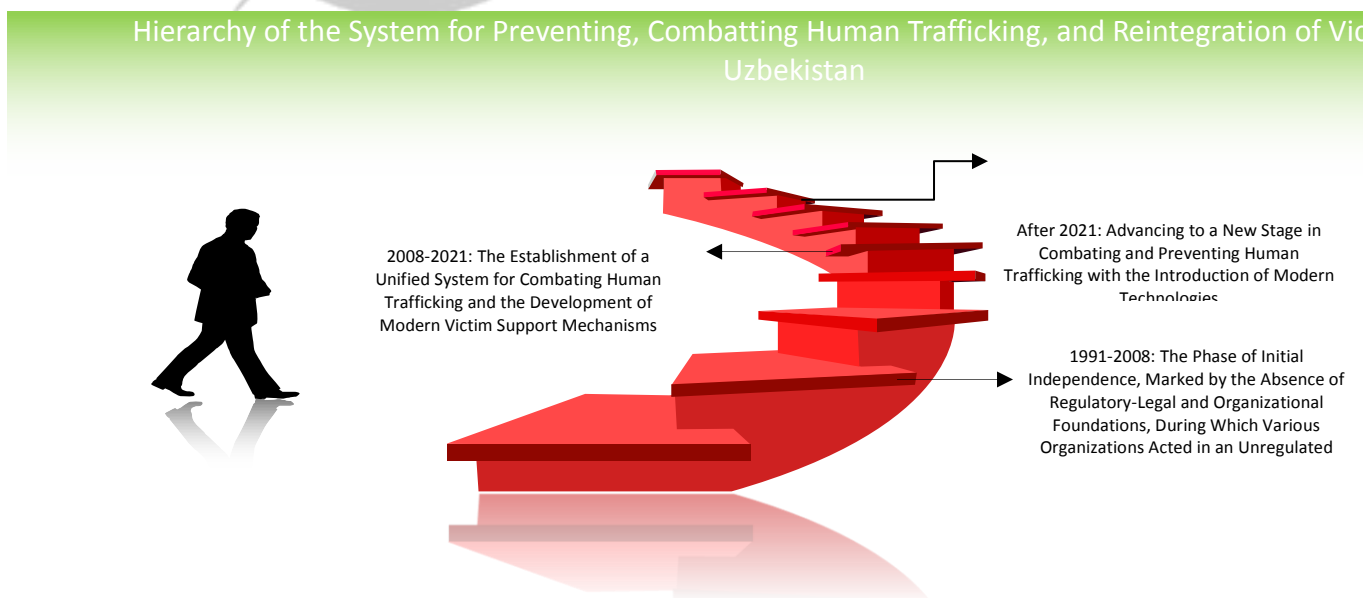 Hierarchy of the System for Preventing, Combatting Human Trafficking, and Reintegration of Vic
Uzbekistan
2008-2021: The Establishment of a
Unified System for Combating Human
Trafficking and the Development of
Modern Victim Support Mechanisms
After 2021: Advancing to a New Stage in
Combating and Preventing Human
Trafficking with the Introduction of Modern
Technologies
1991-2008: The Phase of Initial
Independence, Marked by the Absence of
Regulatory-Legal and Organizational
Foundations, During Which Various
Organizations Acted in an Unregulated